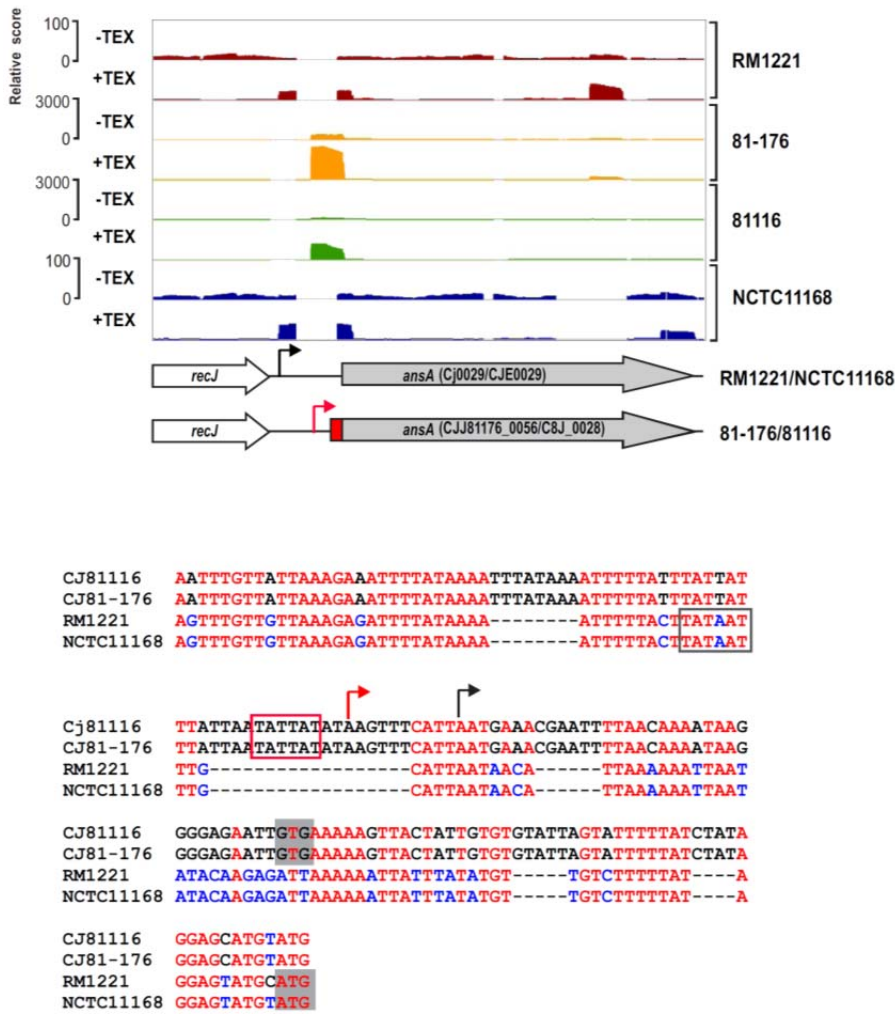 Relative score
100
0
-TEX
+TEX
RM1221
3000
0
-TEX
+TEX
81-176
3000
0
-TEX
+TEX
81116
100
0
-TEX
+TEX
NCTC11168
recJ
ansA (Cj0029/CJE0029)
RM1221/NCTC11168
recJ
ansA (CJJ81176_0056/C8J_0028)
81-176/81116
CJ81116 AATTTGTTATTAAAGAAATTTTATAAAATTTATAAAATTTTTATTTATTAT
CJ81-176 AATTTGTTATTAAAGAAATTTTATAAAATTTATAAAATTTTTATTTATTAT
RM1221 AGTTTGTTGTTAAAGAGATTTTATAAAA--------ATTTTTACTTATAAT
NCTC11168 AGTTTGTTGTTAAAGAGATTTTATAAAA--------ATTTTTACTTATAAT
Cj81116 TTATTAATATTATATAAGTTTCATTAATGAAACGAATTTTAACAAAATAAG
CJ81-176 TTATTAATATTATATAAGTTTCATTAATGAAACGAATTTTAACAAAATAAG
RM1221 TTG------------------CATTAATAACA------TTAAAAAATTAAT
NCTC11168 TTG------------------CATTAATAACA------TTAAAAAATTAAT
CJ81116 GGGAGAATTGTGAAAAAGTTACTATTGTGTGTATTAGTATTTTTATCTATA
CJ81-176 GGGAGAATTGTGAAAAAGTTACTATTGTGTGTATTAGTATTTTTATCTATA
RM1221 ATACAAGAGATTAAAAAATTATTTATATGT-----TGTCTTTTTAT----A
NCTC11168 ATACAAGAGATTAAAAAATTATTTATATGT-----TGTCTTTTTAT----A
CJ81116 GGAGCATGTATG
CJ81-176 GGAGCATGTATG
RM1221 GGAGTATGCATG
NCTC11168 GGAGTATGTATG